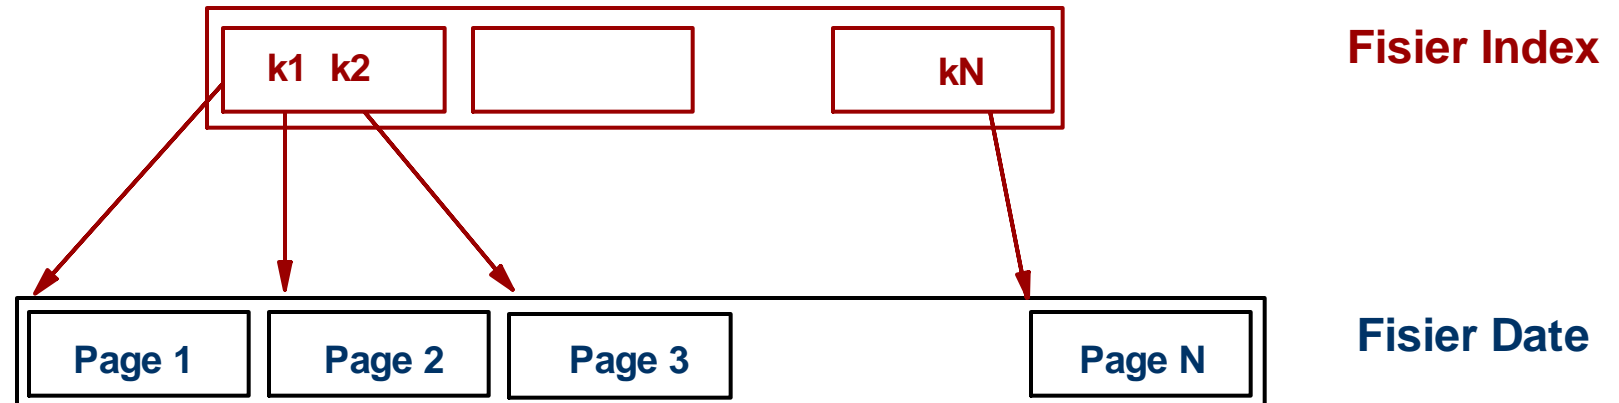 k1 k2
kN
Fisier Index
Page 1
Page 2
Page 3
Page N
Fisier Date